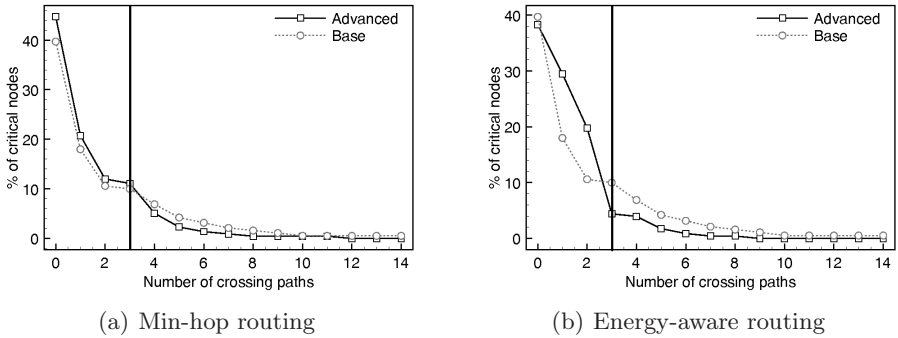 Advanced
Base
% of critical nodes
40
30
20
10
0
0 2 4 6 8 10 12 14
Number of crossing paths
(a) Min-hop routing
Advanced
Base
% of critical nodes
40
30
20
10
0
0 2 4 6 8 10 12 14
Number of crossing paths
(b) Energy-aware routing